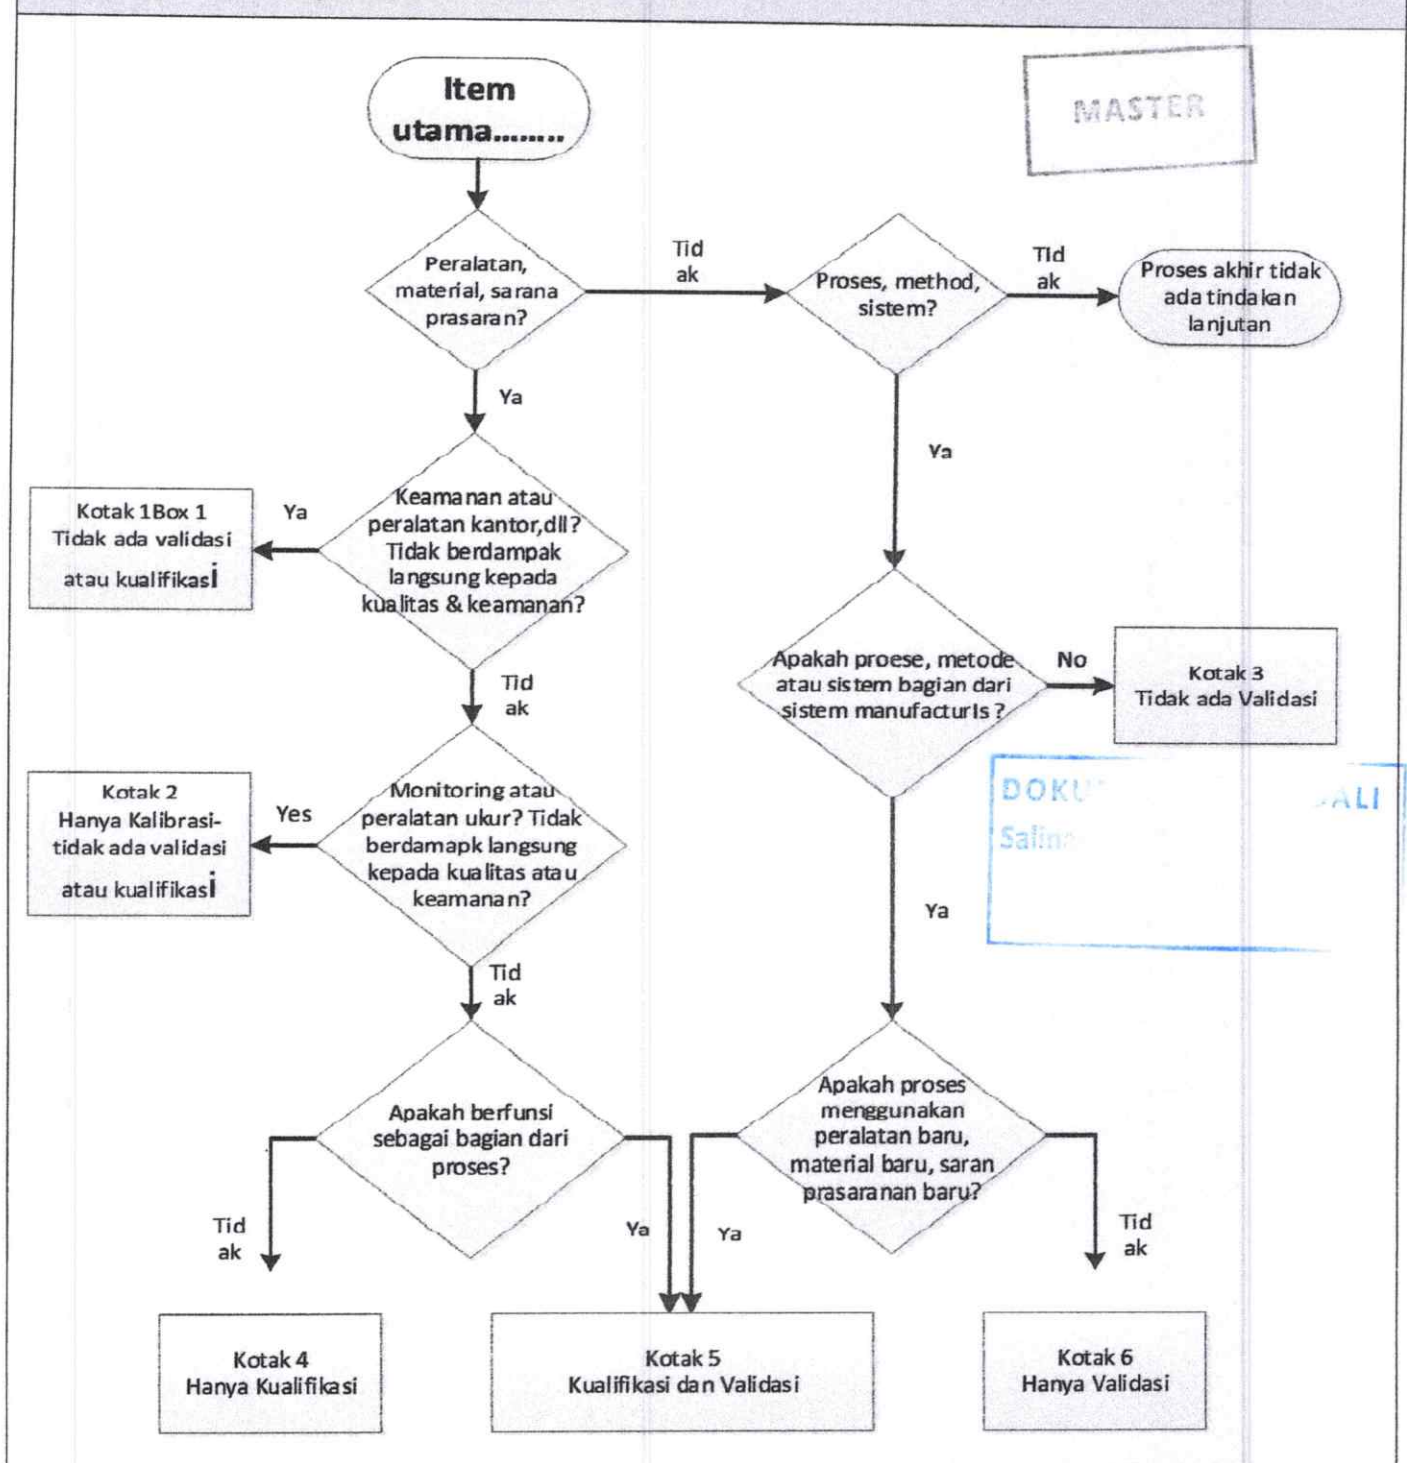 Item
utama........
MASTER
Peralatan,
material, sarana
prasaran?
Tid
ak
Proses, method,
sistem?
TId
ak
Proses akhir tidak
ada tindakan
lanjutan
Ya
Ya
Kotak 1Box 1
Tidak ada validasi
atau kualifikasi
Ya
Keamanan atau
peralatan kantor,dll?
Tidak berdampak
langsung kepada
kualitas & keamanan?
Apakah proese, metode
atau sistem bagian dari
sistem manufacturIs ?
No
Kotak 3
Tidak ada Validasi
Tid
ak
Kotak 2
Hanya Kalibrasi-
tidak ada validasi
atau kualifikasi
Yes
Monitoring atau
peralatan ukur? Tidak
berdamapk langsung
kepada kualitas atau
keamanan?
Ya
Tid
ak
Apakah berfunsi
sebagai bagian dari
proses?
Apakah proses
menggunakan
peralatan baru,
material baru, saran
prasaranan baru?
Tid
ak
Ya
Ya
Tid
ak
Kotak 4
Hanya Kualifikasi
Kotak 5
Kualifikasi dan Validasi
Kotak 6
Hanya Validasi